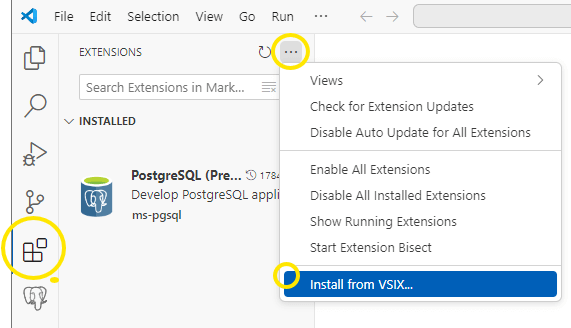 File Edit Selection View Go Run ...
EXTENSIONS
Search Extensions in Mark...
INSTALLED
PostgreSQL (Pre... 1784
Develop PostgreSQL appli
ms-pgsql
Views
Check for Extension Updates
Disable Auto Update for All Extensions
Enable All Extensions
Disable All Installed Extensions
Show Running Extensions
Start Extension Bisect
Install from VSIX...